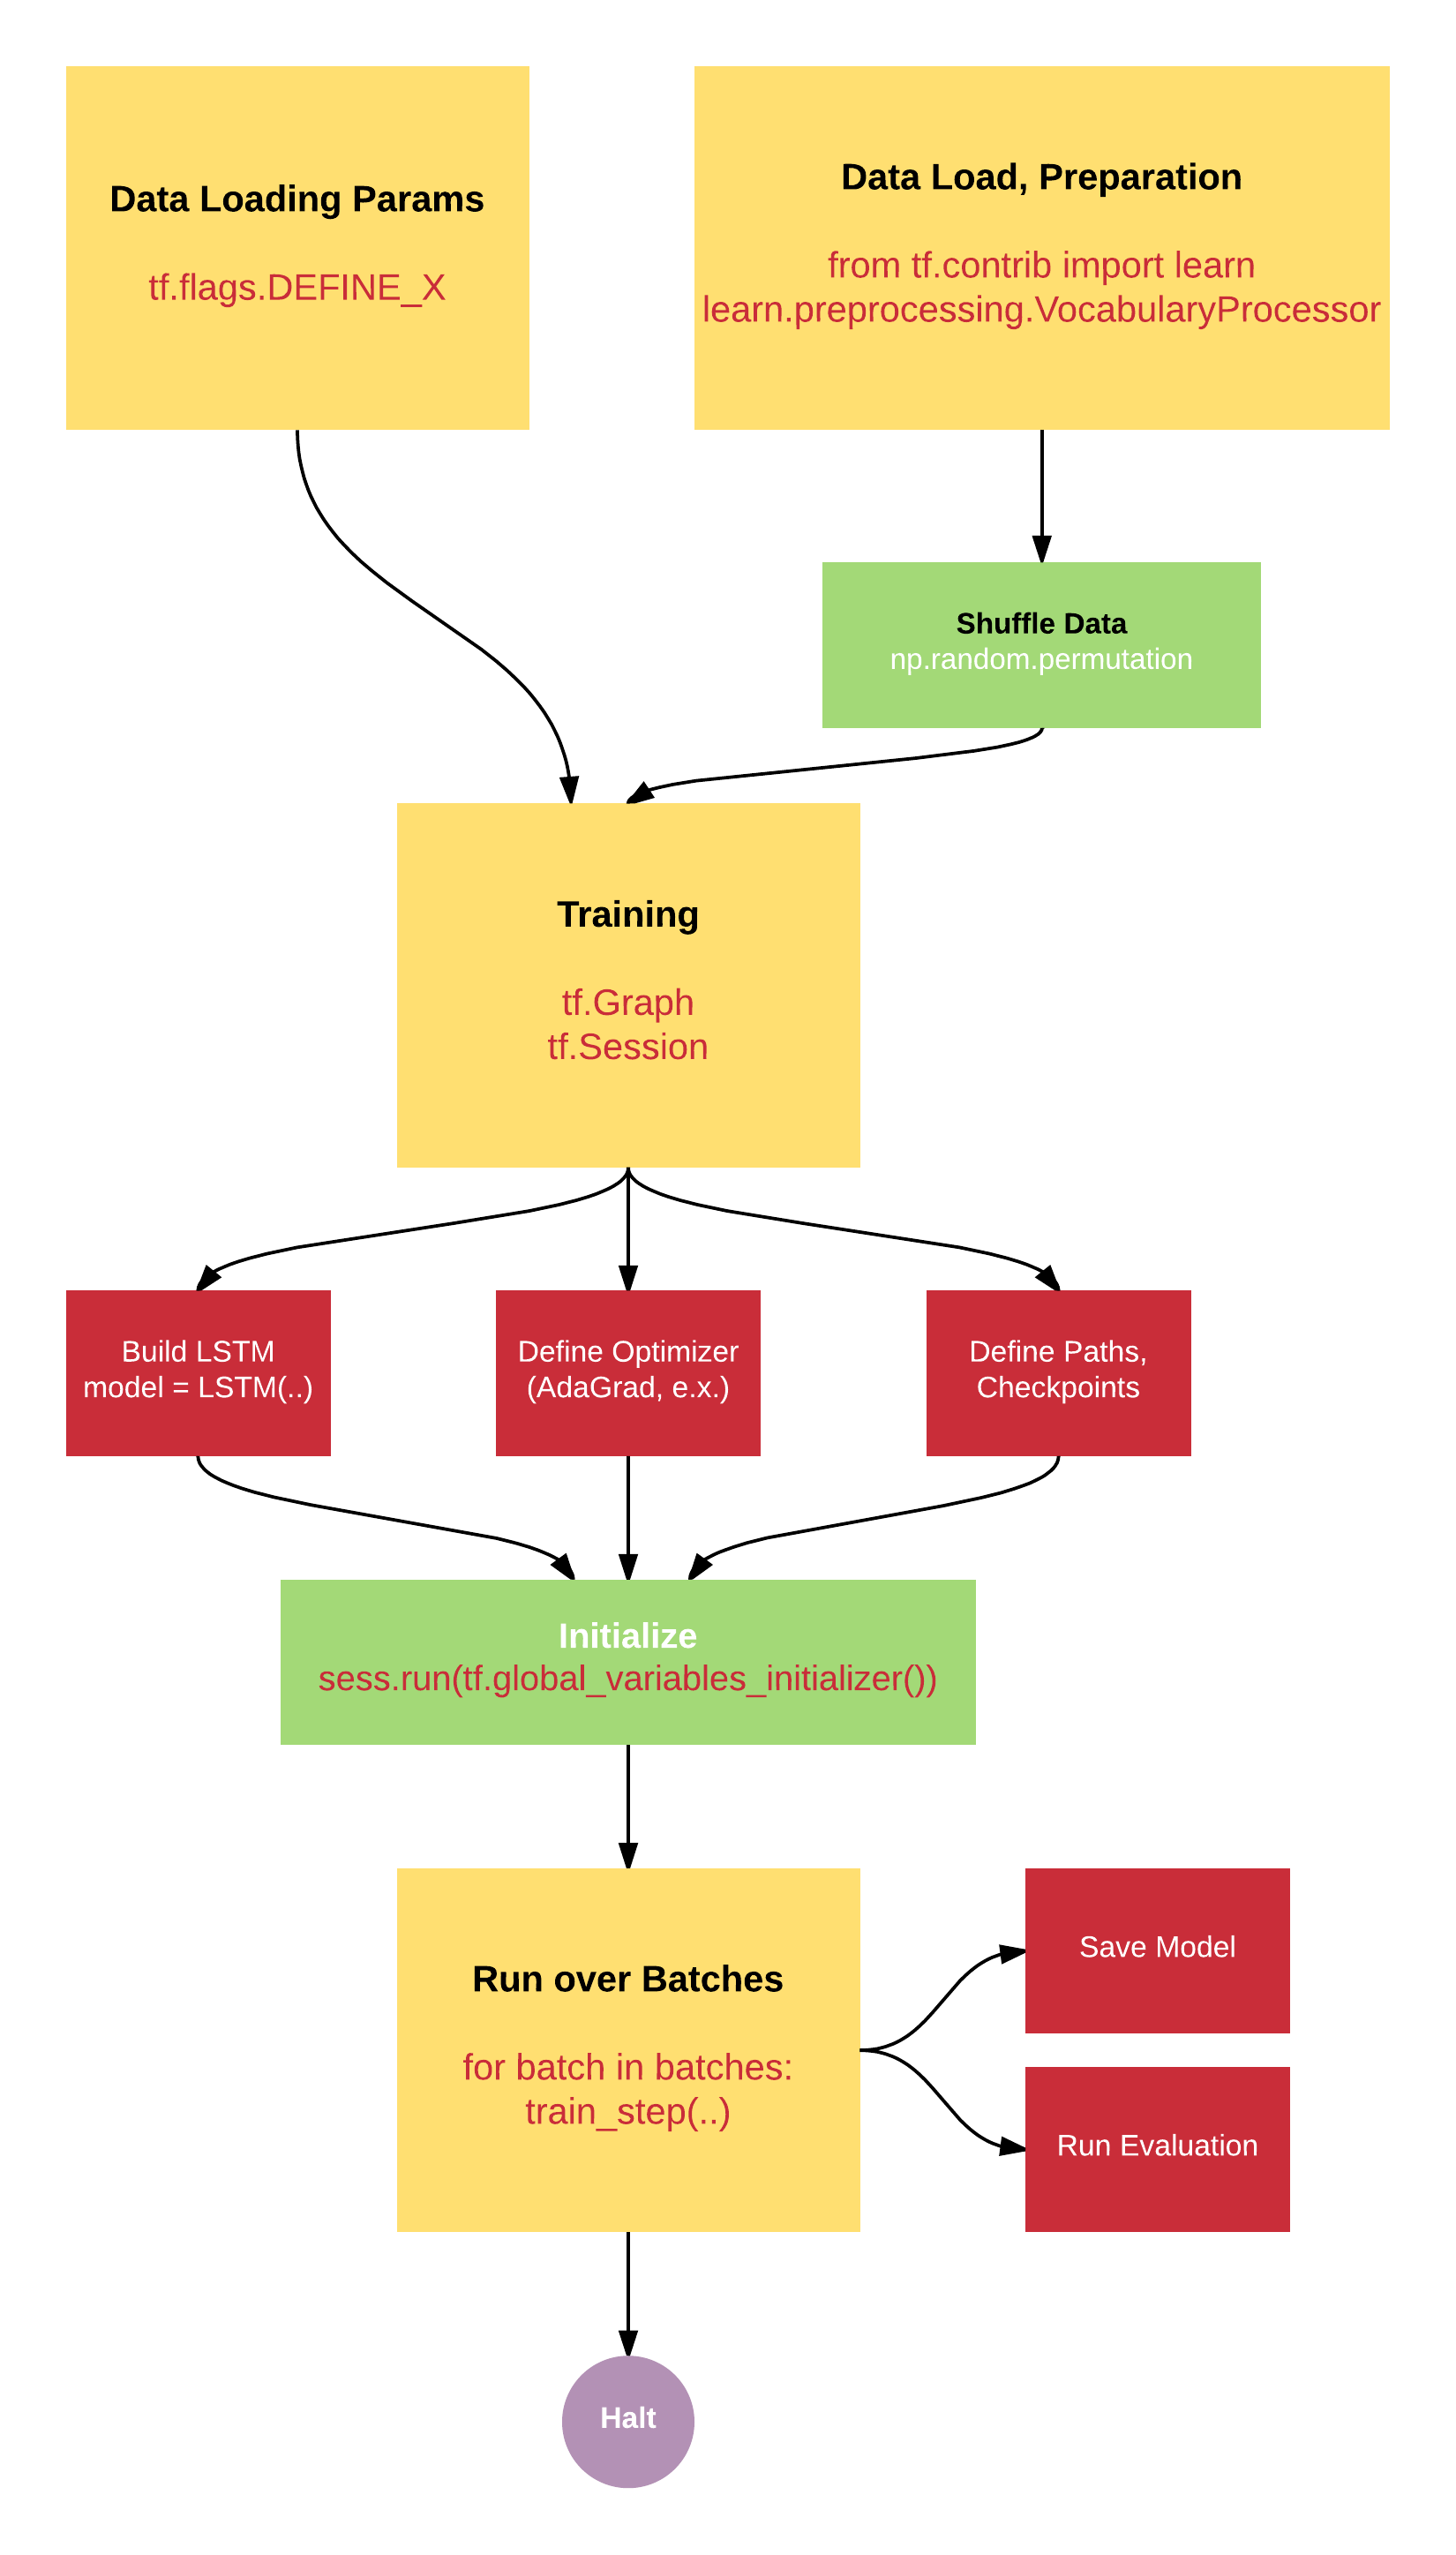 Data Loading Params
tf.flags.DEFINE_X
Data Load, Preparation
from tf.contrib import learn
learn.preprocessing.VocabularyProcessor
Shuffle Data
np.random.permutation
Training
tf.Graph
tf.Session
Build LSTM
model = LSTM(..)
Define Optimizer
(AdaGrad, e.x.)
Define Paths,
Checkpoints
Initialize
sess.run(tf.global_variables_initializer())
Run over Batches
for batch in batches:
train_step(..)
Save Model
Run Evaluation
Halt